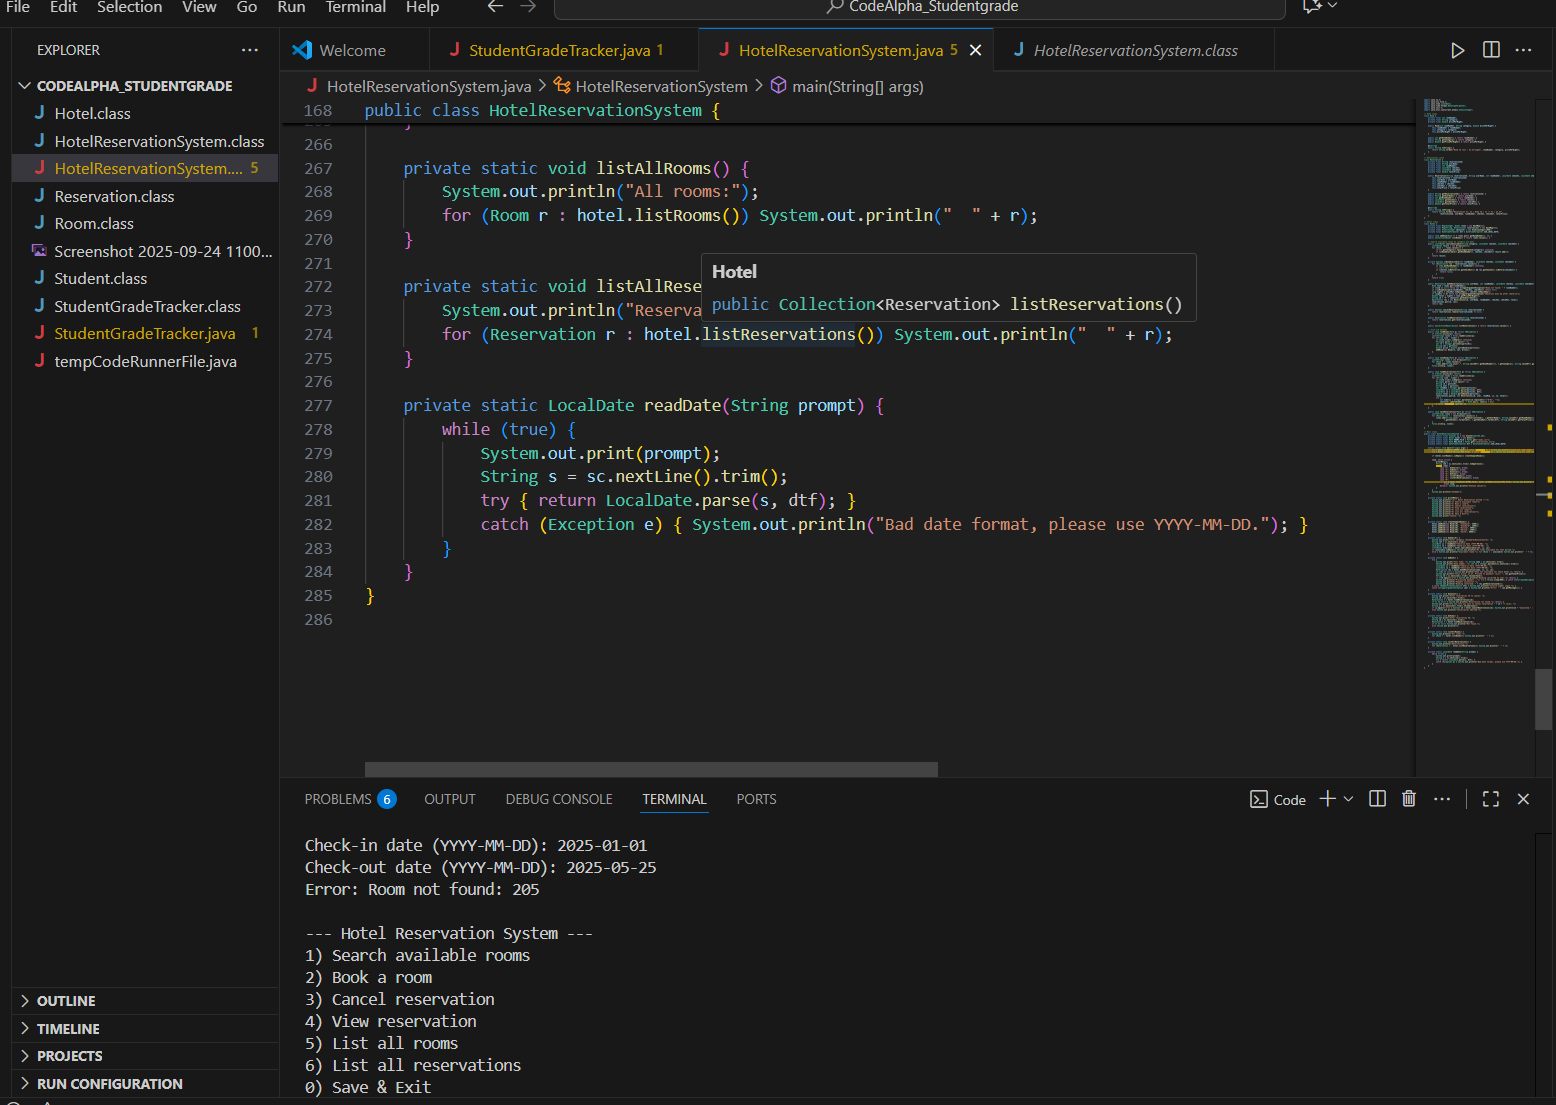 File Edit Selection View Go Run Terminal Help
CodeAlpha_Studentgrade
EXPLORER
CODEALPHA_STUDENTGRADE
Hotel.class
HotelReservationSystem.class
HotelReservationSystem.... 5
Reservation.class
Room.class
Screenshot 2025-09-24 1100...
Student.class
StudentGradeTracker.class
StudentGradeTracker.java 1
tempCodeRunnerFile.java
OUTLINE
TIMELINE
PROJECTS
RUN CONFIGURATION
Welcome
StudentGradeTracker.java 1
HotelReservationSystem.java 5
HotelReservationSystem.class
HotelReservationSystem.java > HotelReservationSystem > main(String[] args)
168 public class HotelReservationSystem {
}
266
267 private static void listAllRooms() {
268 System.out.println("All rooms:");
269 for (Room r : hotel.listRooms()) System.out.println("  " + r);
270 }
271
272 private static void listAllRese
273 System.out.println("Reserva
274 for (Reservation r : hotel.listReservations()) System.out.println("  " + r);
275 }
276
277 private static LocalDate readDate(String prompt) {
278 while (true) {
279 System.out.print(prompt);
280 String s = sc.nextLine().trim();
281 try { return LocalDate.parse(s, dtf); }
282 catch (Exception e) { System.out.println("Bad date format, please use YYYY-MM-DD."); }
283 }
284 }
285 }
286
Hotel
public Collection<Reservation> listReservations()
PROBLEMS 6 OUTPUT DEBUG CONSOLE TERMINAL PORTS
Code
Check-in date (YYYY-MM-DD): 2025-01-01
Check-out date (YYYY-MM-DD): 2025-05-25
Error: Room not found: 205
--- Hotel Reservation System ---
1) Search available rooms
2) Book a room
3) Cancel reservation
4) View reservation
5) List all rooms
6) List all reservations
0) Save & Exit